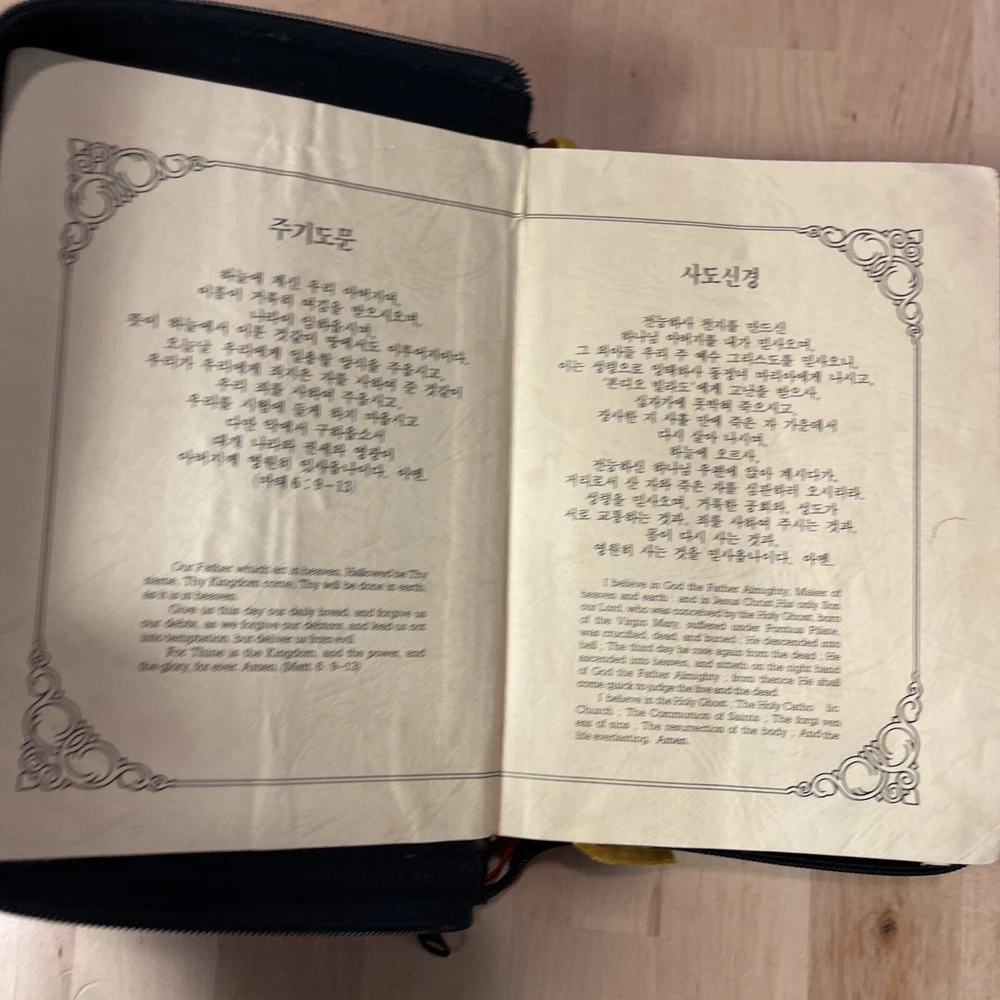 주기도문
하늘에 계신 우리 아버지여,
이름이 거룩히 여김을 받으시오며,
나라이 임하옵시며,
뜻이 하늘에서 이룬 것같이 땅에서도 이루어지이다.
오늘날 우리에게 일용할 양식을 주옵시고,
우리가 우리에게 죄지은 자를 사하여 준 것같이
우리 죄를 사하여 주옵시고,
우리를 시험에 들게 하지 마옵시고
다만 악에서 구하옵소서
대개 나라와 권세와 영광이
아버지께 영원히 있사옵나이다. 아멘.
(마태 6 : 9-13)
Our Father which art in heaven, Hallowed be Thy
name, Thy Kingdom come, Thy will be done in earth,
as it is in heaven.
Give us this day our daily bread, and forgive us
our debts, as we forgive our debtors, and lead us not
into temptation, but deliver us from evil.
For Thine is the Kingdom, and the power, and
the glory, for ever. Amen. (Matt. 6 : 9-13)
사도신경
전능하사 천지를 만드신
하나님 아버지를 내가 믿사오며,
그 외아들 우리 주 예수 그리스도를 믿사오니,
이는 성령으로 잉태하사 동정녀 마리아에게 나시고,
"본디오 빌라도"에게 고난을 받으사,
십자가에 못박혀 죽으시고,
장사한 지 사흘 만에 죽은 자 가운데서
다시 살아 나시며,
하늘에 오르사,
전능하신 하나님 우편에 앉아 계시다가,
저리로서 산 자와 죽은 자를 심판하러 오시리라.
성령을 믿사오며, 거룩한 공회와, 성도가
서로 교통하는 것과, 죄를 사하여 주시는 것과,
몸이 다시 사는 것과,
영원히 사는 것을 믿사옵나이다. 아멘.
I believe in God the Father Almighty, Maker of
heaven and earth ; and in Jesus Christ His only Son
our Lord, who was conceived by the Holy Ghost, born
of the Virgin Mary, suffered under Pontius Pilate,
was crucified, dead, and buried ; He descended into
hell ; The third day he rose again from the dead ; He
ascended into heaven, and sitteth on the right hand
of God the Father Almighty ; from thence He shall
come quick to judge the live and the dead.
I believe in the Holy Ghost ; The Holy Catho lic
Church ; The Communion of Saints ; The forgi ven
ess of sins ; The resurrection of the body ; And the
life everlasting. Amen.